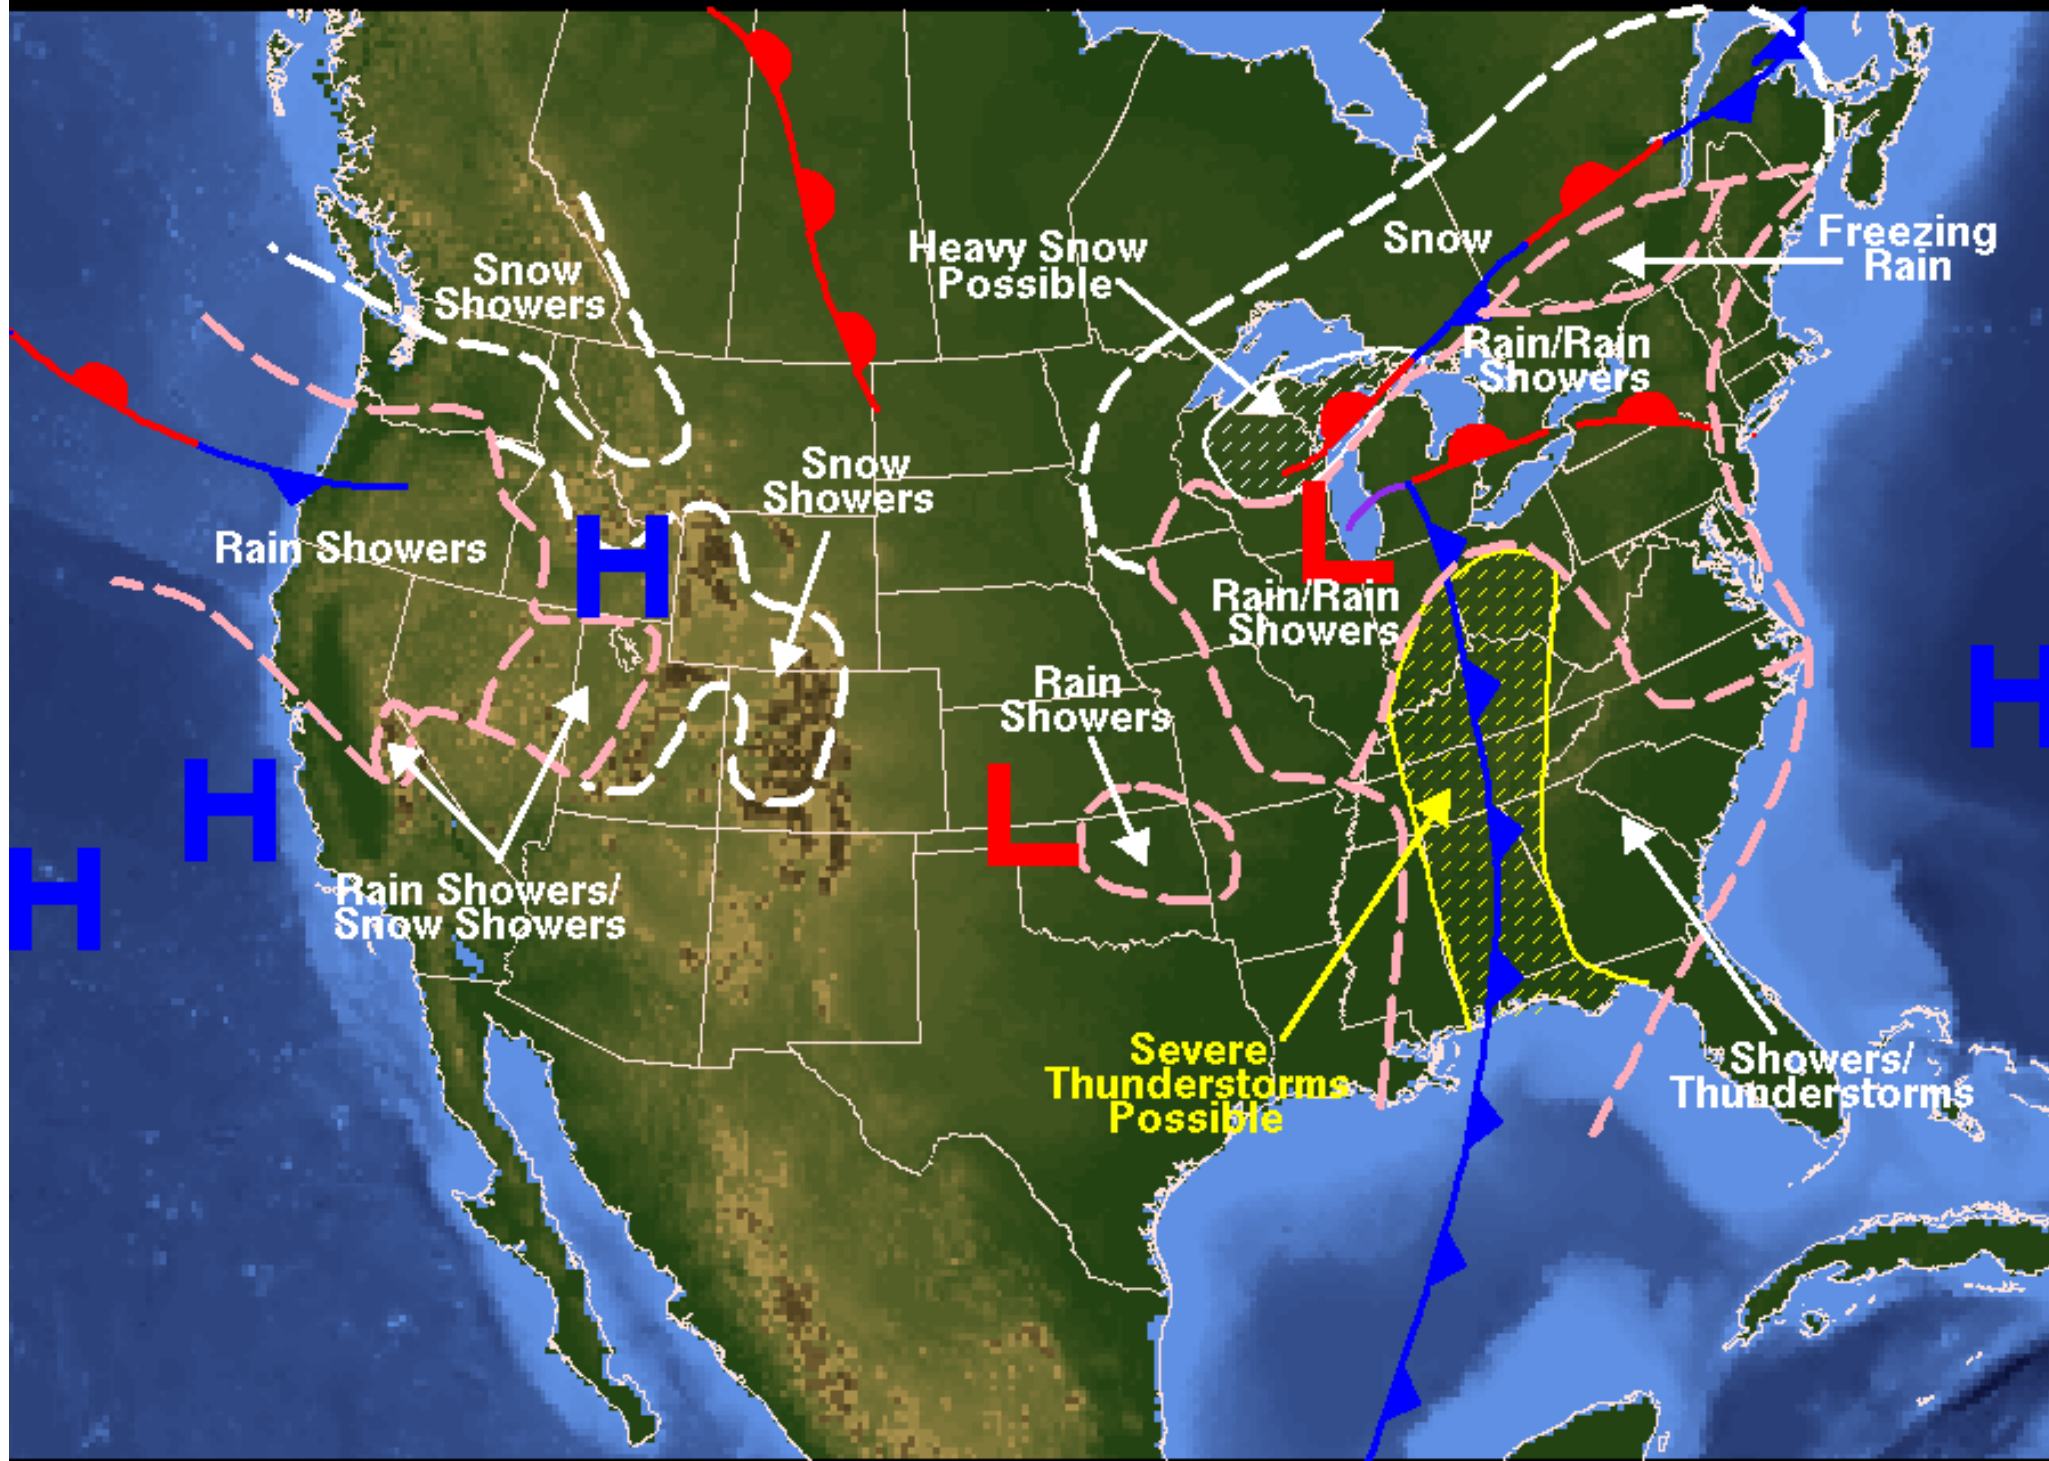 Snow
Showers
Heavy Snow
Possible
Snow
Freezing
Rain
Rain/Rain
Showers
Snow
Showers
Rain Showers
H
L
Rain/Rain
Showers
Rain
Showers
H
H
L
H
Rain Showers/
Snow Showers
Severe
Thunderstorms
Possible
Showers/
Thunderstorms